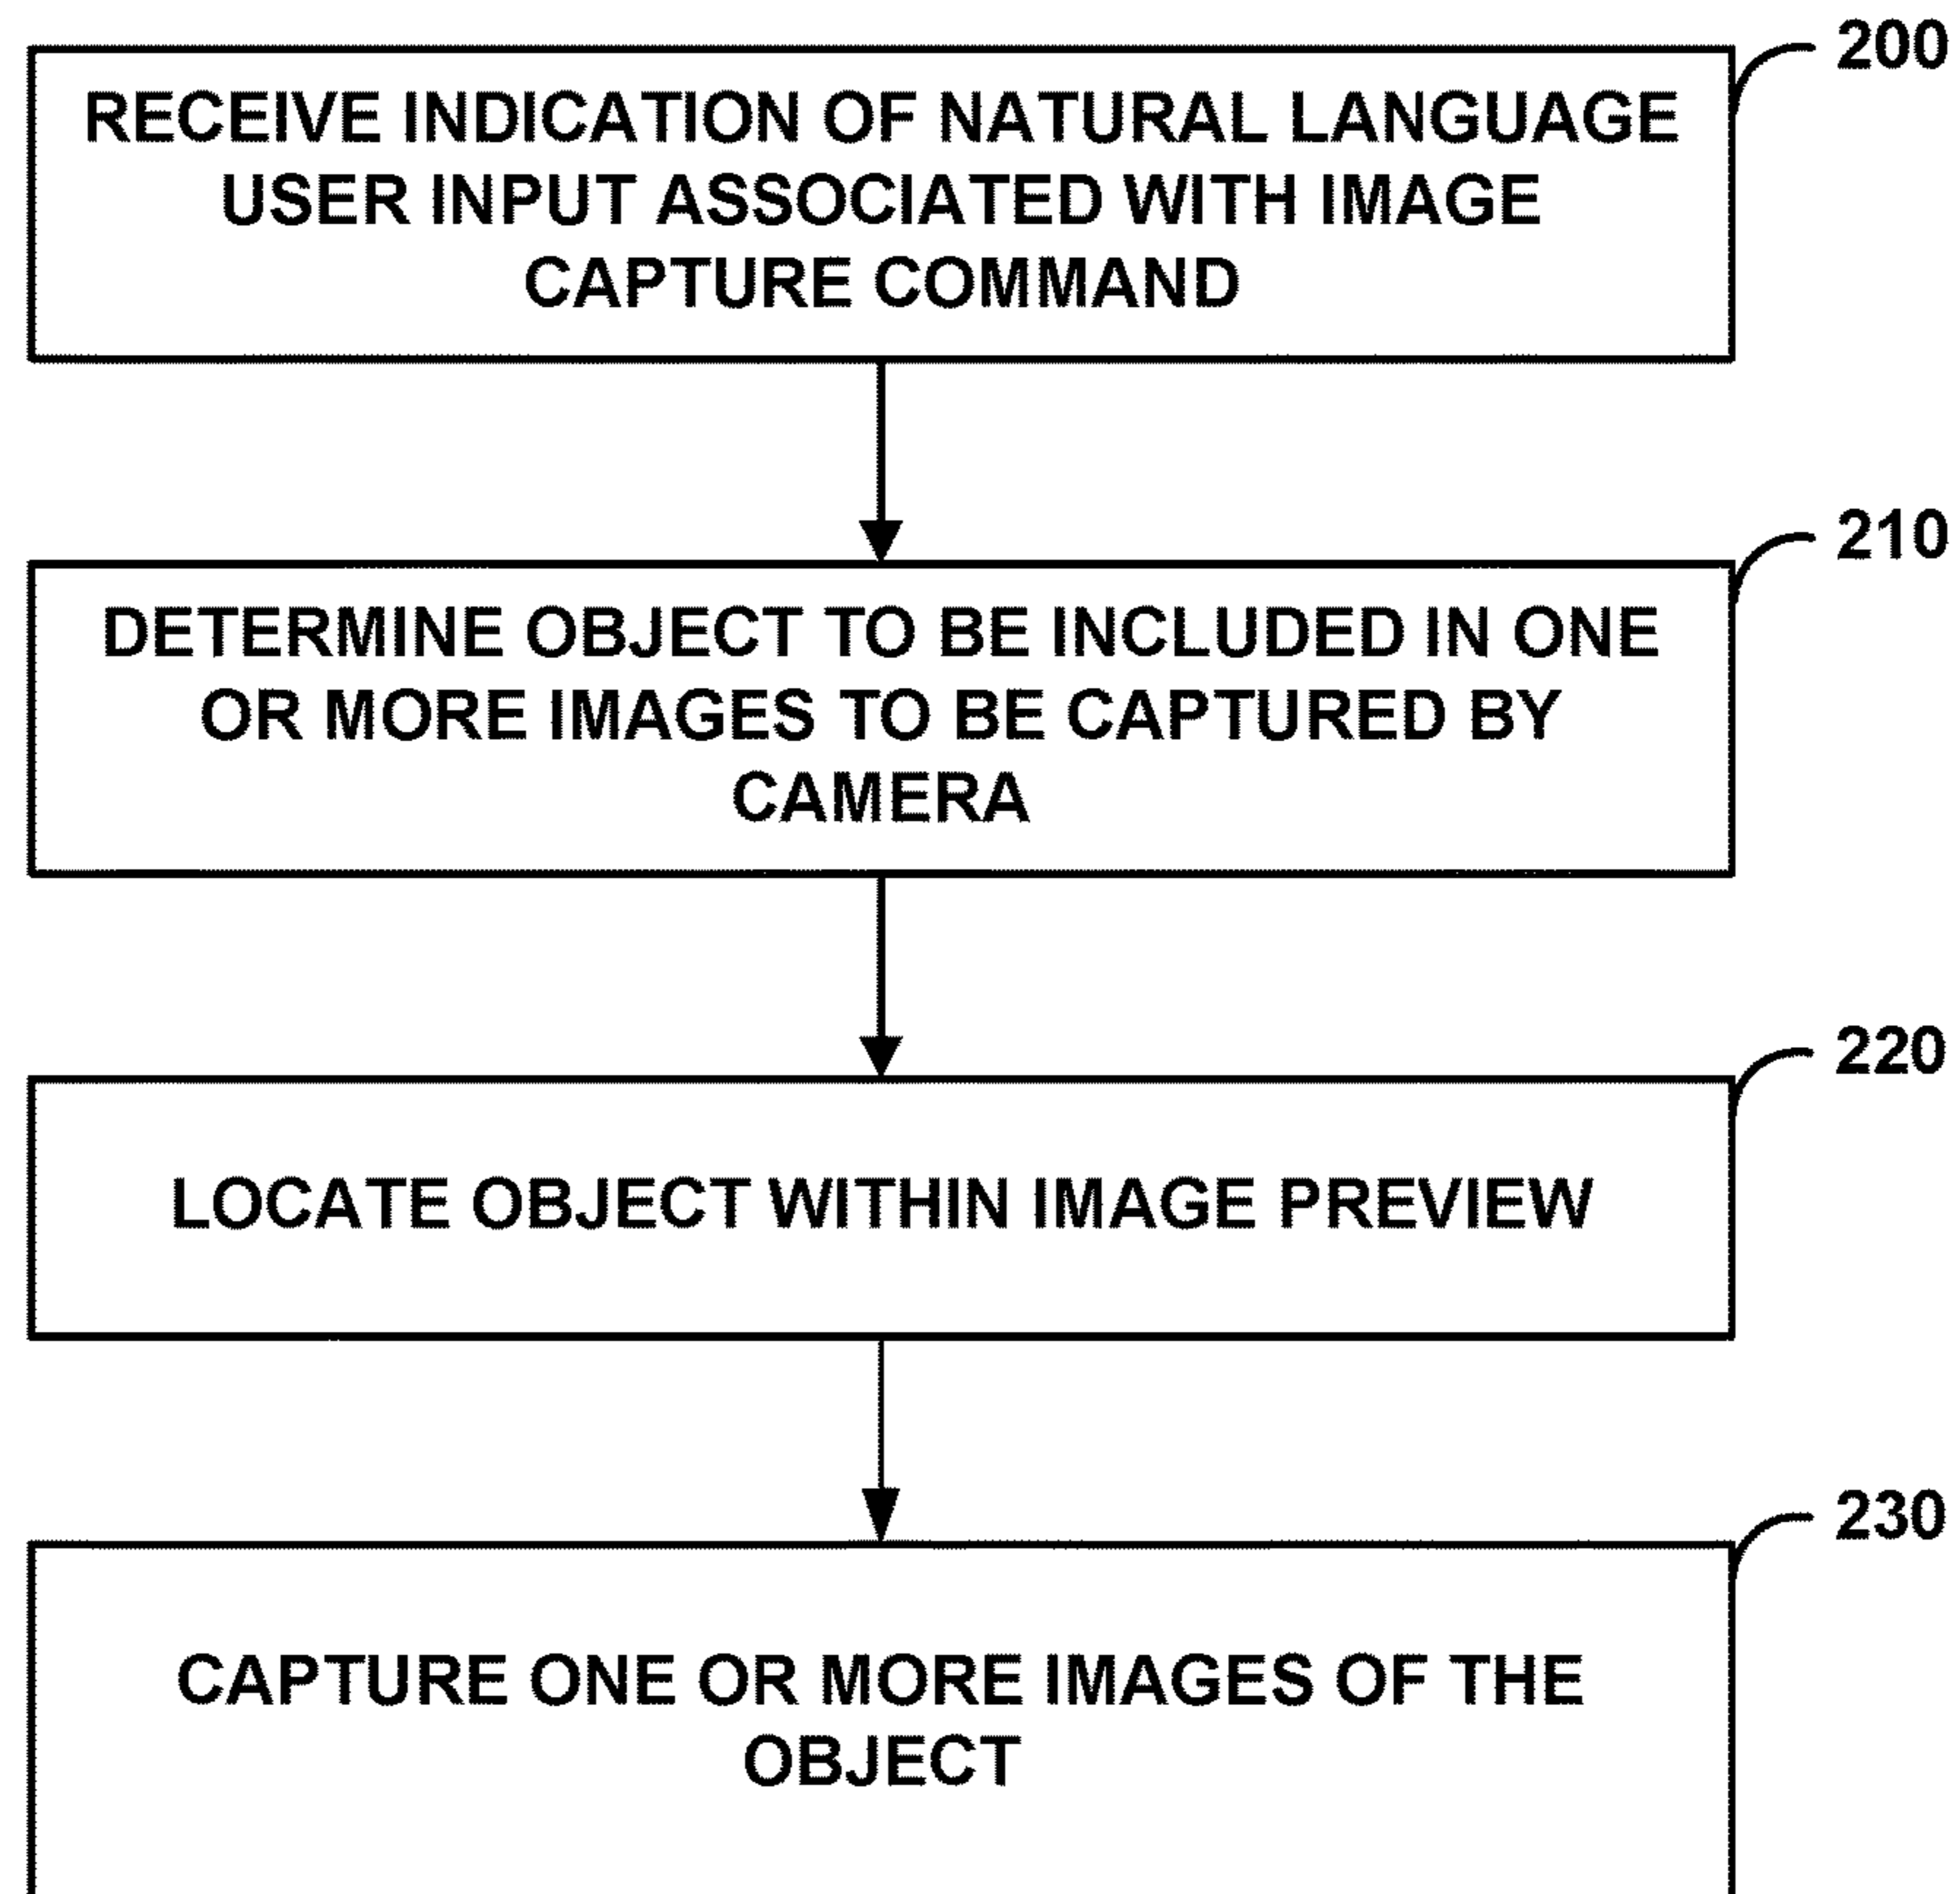 200
RECEIVE INDICATION OF NATURAL LANGUAGE
USER INPUT ASSOCIATED WITH IMAGE
CAPTURE COMMAND
210
DETERMINE OBJECT TO BE INCLUDED IN ONE
OR MORE IMAGES TO BE CAPTURED BY
CAMERA
220
LOCATE OBJECT WITHIN IMAGE PREVIEW
230
CAPTURE ONE OR MORE IMAGES OF THE
OBJECT